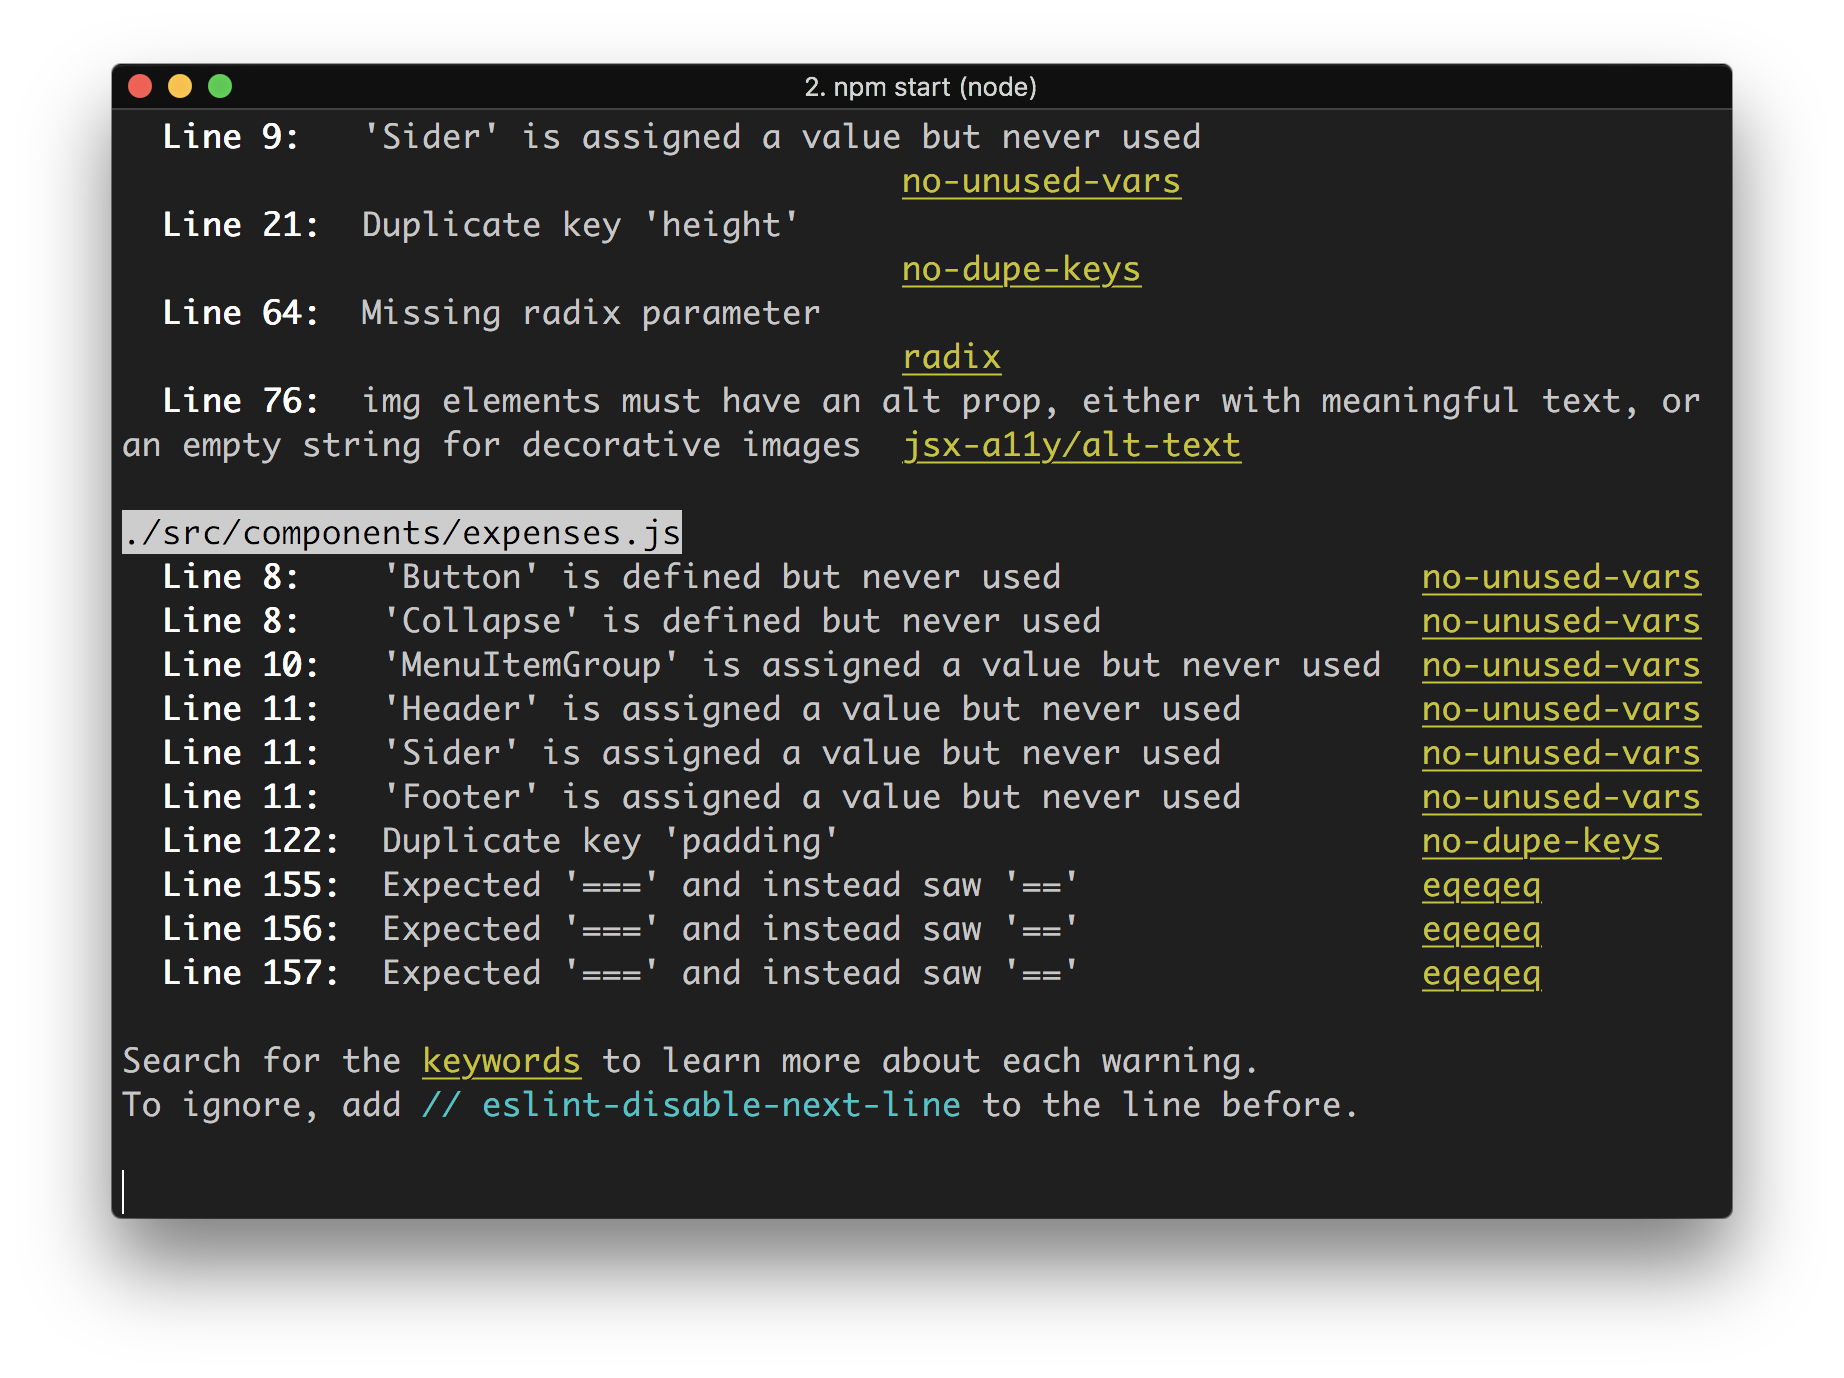 2. npm start (node)
Line 9: 'Sider' is assigned a value but never used
no-unused-vars
Line 21: Duplicate key 'height'
no-dupe-keys
Line 64: Missing radix parameter
radix
Line 76: img elements must have an alt prop, either with meaningful text, or
an empty string for decorative images jsx-a11y/alt-text
./src/components/expenses.js
Line 8: 'Button' is defined but never used no-unused-vars
Line 8: 'Collapse' is defined but never used no-unused-vars
Line 10: 'MenuItemGroup' is assigned a value but never used no-unused-vars
Line 11: 'Header' is assigned a value but never used no-unused-vars
Line 11: 'Sider' is assigned a value but never used no-unused-vars
Line 11: 'Footer' is assigned a value but never used no-unused-vars
Line 122: Duplicate key 'padding' no-dupe-keys
Line 155: Expected '===' and instead saw '==' eqeqeq
Line 156: Expected '===' and instead saw '==' eqeqeq
Line 157: Expected '===' and instead saw '==' eqeqeq
Search for the keywords to learn more about each warning.
To ignore, add // eslint-disable-next-line to the line before.